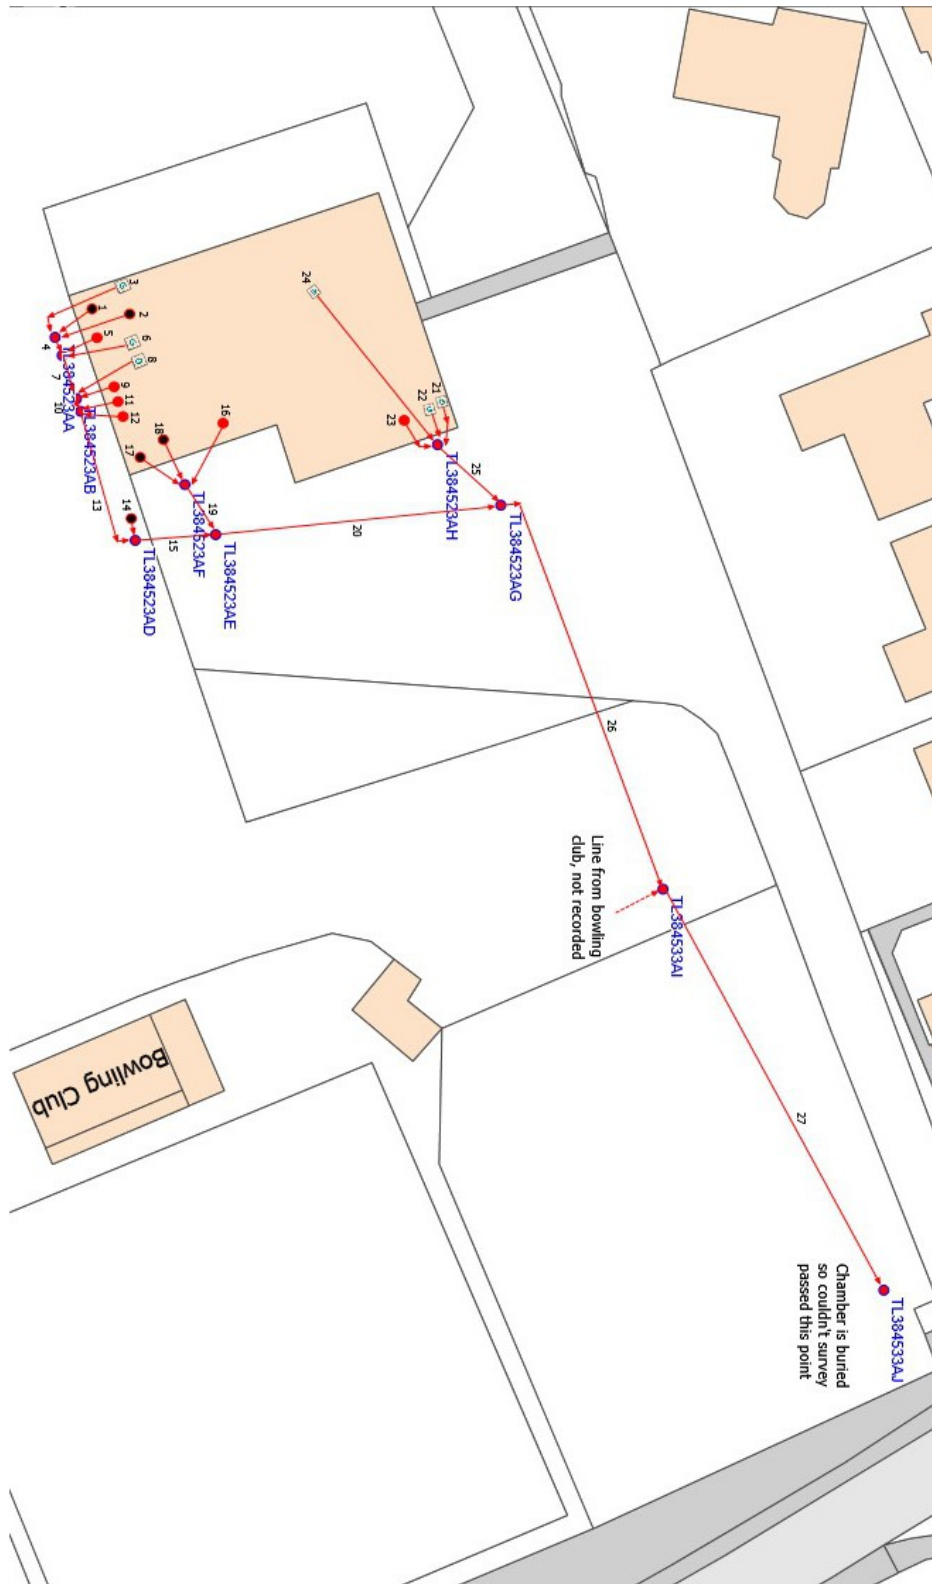 3
1
2
5
6
8
4
7
9
11
12
10
TL384523AA
TL384523AB
13
14
15
TL384523AD
16
17
18
19
TL384523AF
TL384523AE
20
24
21
22
23
25
TL384523AH
TL384523AG
26
Line from bowling
club, not recorded
TL384533AI
27
Chamber is buried
so couldn't survey
passed this point
TL384533AJ
Bowling Club